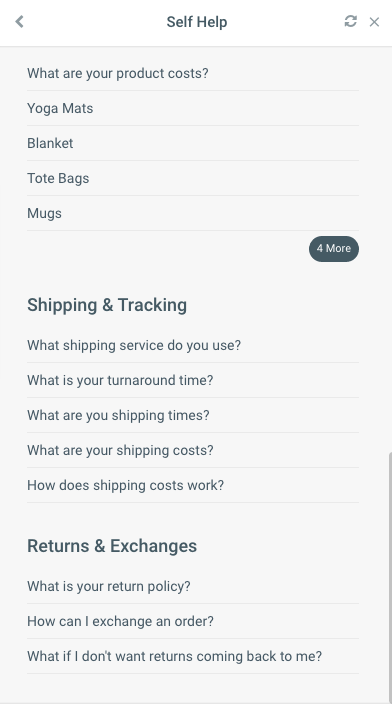 Self Help
What are your product costs?
Yoga Mats
Blanket
Tote Bags
Mugs
4 More
Shipping & Tracking
What shipping service do you use?
What is your turnaround time?
What are you shipping times?
What are your shipping costs?
How does shipping costs work?
Returns & Exchanges
What is your return policy?
How can I exchange an order?
What if I don't want returns coming back to me?